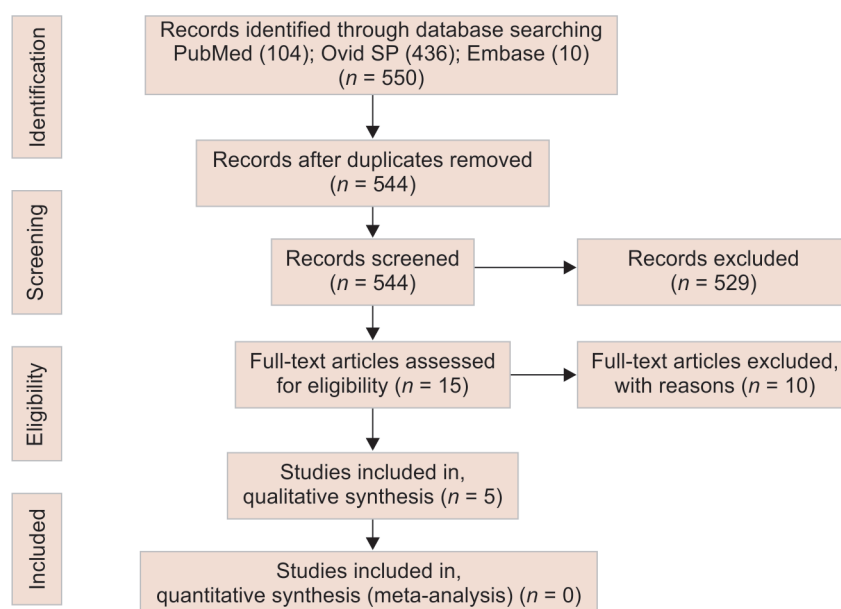 Identification
Records identified through database searching
PubMed (104); Ovid SP (436); Embase (10)
(n = 550)
Records after duplicates removed
(n = 544)
Screening
Records screened
(n = 544)
Records excluded
(n = 529)
Eligibility
Full-text articles assessed
for eligibility (n = 15)
Full-text articles excluded,
with reasons (n = 10)
Studies included in,
qualitative synthesis (n = 5)
Included
Studies included in,
quantitative synthesis (meta-analysis) (n = 0)